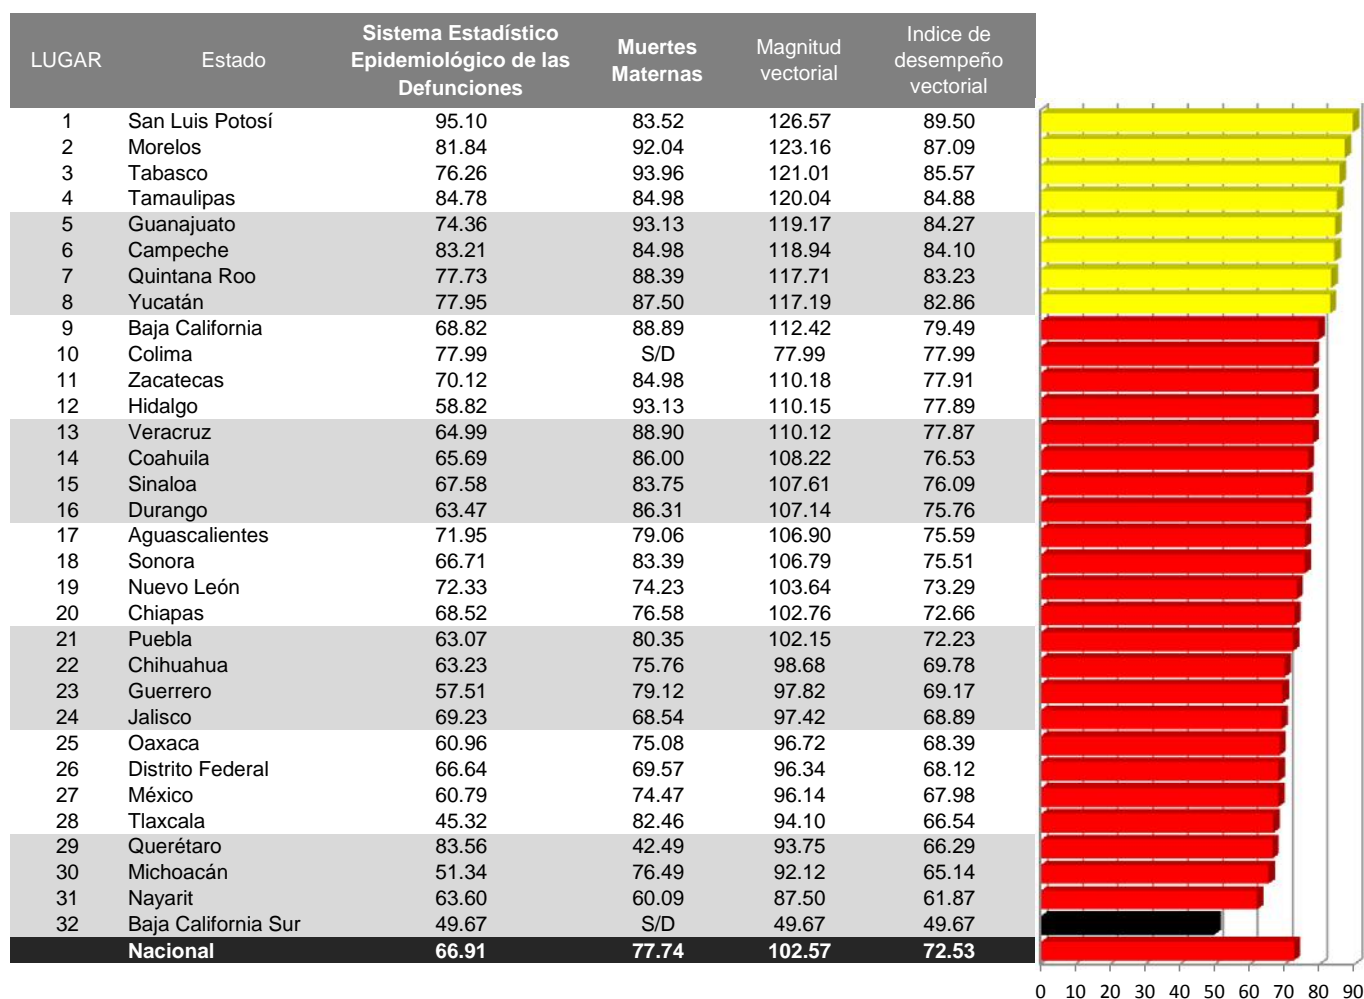 LUGAR Estado Sistema Estadístico Epidemiológico de las Defunciones Muertes Maternas Magnitud vectorial Indice de desempeño vectorial
1 San Luis Potosí 95.10 83.52 126.57 89.50
2 Morelos 81.84 92.04 123.16 87.09
3 Tabasco 76.26 93.96 121.01 85.57
4 Tamaulipas 84.78 84.98 120.04 84.88
5 Guanajuato 74.36 93.13 119.17 84.27
6 Campeche 83.21 84.98 118.94 84.10
7 Quintana Roo 77.73 88.39 117.71 83.23
8 Yucatán 77.95 87.50 117.19 82.86
9 Baja California 68.82 88.89 112.42 79.49
10 Colima 77.99 S/D 77.99 77.99
11 Zacatecas 70.12 84.98 110.18 77.91
12 Hidalgo 58.82 93.13 110.15 77.89
13 Veracruz 64.99 88.90 110.12 77.87
14 Coahuila 65.69 86.00 108.22 76.53
15 Sinaloa 67.58 83.75 107.61 76.09
16 Durango 63.47 86.31 107.14 75.76
17 Aguascalientes 71.95 79.06 106.90 75.59
18 Sonora 66.71 83.39 106.79 75.51
19 Nuevo León 72.33 74.23 103.64 73.29
20 Chiapas 68.52 76.58 102.76 72.66
21 Puebla 63.07 80.35 102.15 72.23
22 Chihuahua 63.23 75.76 98.68 69.78
23 Guerrero 57.51 79.12 97.82 69.17
24 Jalisco 69.23 68.54 97.42 68.89
25 Oaxaca 60.96 75.08 96.72 68.39
26 Distrito Federal 66.64 69.57 96.34 68.12
27 México 60.79 74.47 96.14 67.98
28 Tlaxcala 45.32 82.46 94.10 66.54
29 Querétaro 83.56 42.49 93.75 66.29
30 Michoacán 51.34 76.49 92.12 65.14
31 Nayarit 63.60 60.09 87.50 61.87
32 Baja California Sur 49.67 S/D 49.67 49.67
Nacional 66.91 77.74 102.57 72.53
0 10 20 30 40 50 60 70 80 90